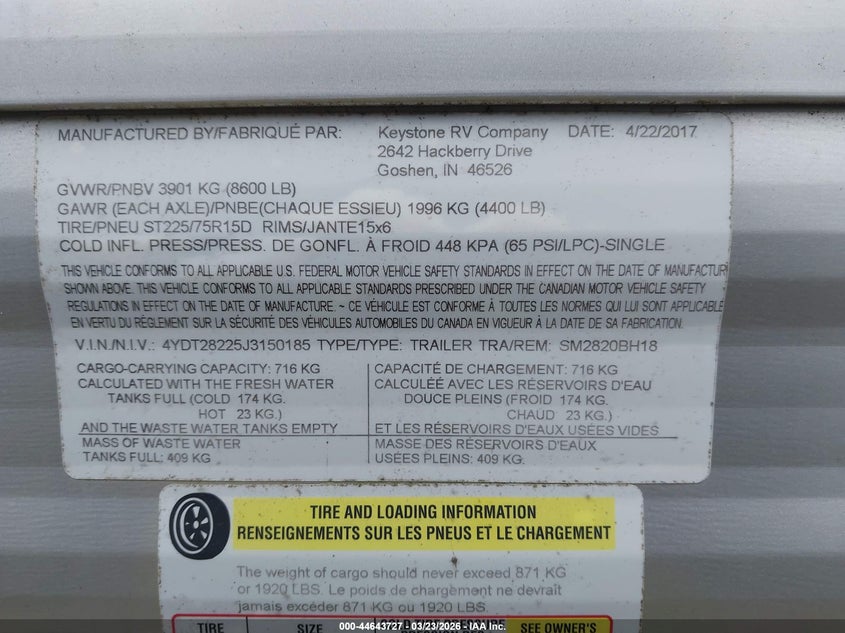 MANUFACTURED BY/FABRIQUÉ PAR: Keystone RV Company DATE: 4/22/2017
2642 Hackberry Drive
Goshen, IN 46526
GVWR/PNBV 3901 KG (8600 LB)
GAWR (EACH AXLE)/PNBE(CHAQUE ESSIEU) 1996 KG (4400 LB)
TIRE/PNEU ST225/75R15D RIMS/JANTE15x6
COLD INFL. PRESS/PRESS. DE GONFL. À FROID 448 KPA (65 PSI/LPC)-SINGLE
THIS VEHICLE CONFORMS TO ALL APPLICABLE U.S. FEDERAL MOTOR VEHICLE SAFETY STANDARDS IN EFFECT ON THE DATE OF MANUFACTUR
SHOWN ABOVE. THIS VEHICLE CONFORMS TO ALL APPLICABLE STANDARDS PRESCRIBED UNDER THE CANADIAN MOTOR VEHICLE SAFETY
REGULATIONS IN EFFECT ON THE DATE OF MANUFACTURE. ~ CE VÉHICULE EST CONFORME À TOUTES LES NORMES QUI LUI SONT APPLICABLE
EN VERTU DU RÉGLEMENT SUR LA SÉCURITÉ DES VÉHICULES AUTOMOBILES DU CANADA EN VIGUEUR À LA DATE DE SA FABRICATION.
V.I.N./N.I.V.: 4YDT28225J3150185 TYPE/TYPE: TRAILER TRA/REM: SM2820BH18
CARGO-CARRYING CAPACITY: 716 KG
CALCULATED WITH THE FRESH WATER
TANKS FULL (COLD 174 KG.)
HOT 23 KG.)
AND THE WASTE WATER TANKS EMPTY
MASS OF WASTE WATER
TANKS FULL: 409 KG
CAPACITÉ DE CHARGEMENT: 716 KG
CALCULÉE AVEC LES RÉSERVOIRS D'EAU
DOUCE PLEINS (FROID 174 KG.)
CHAUD 23 KG.)
ET LES RÉSERVOIRS D'EAUX USÉES VIDES
MASSE DES RÉSERVOIRS D'EAUX
USÉES PLEINS: 409 KG
TIRE AND LOADING INFORMATION
RENSEIGNEMENTS SUR LES PNEUS ET LE CHARGEMENT
The weight of cargo should never exceed 871 KG
or 1920 LBS. Le poids de chargement ne devrait
jamais excéder 871 KG ou 1920 LBS.
TIRE SIZE COLD TIRE PRESSURE SEE OWNER'S
000-44643727 - 03/23/2026 - IAA Inc.